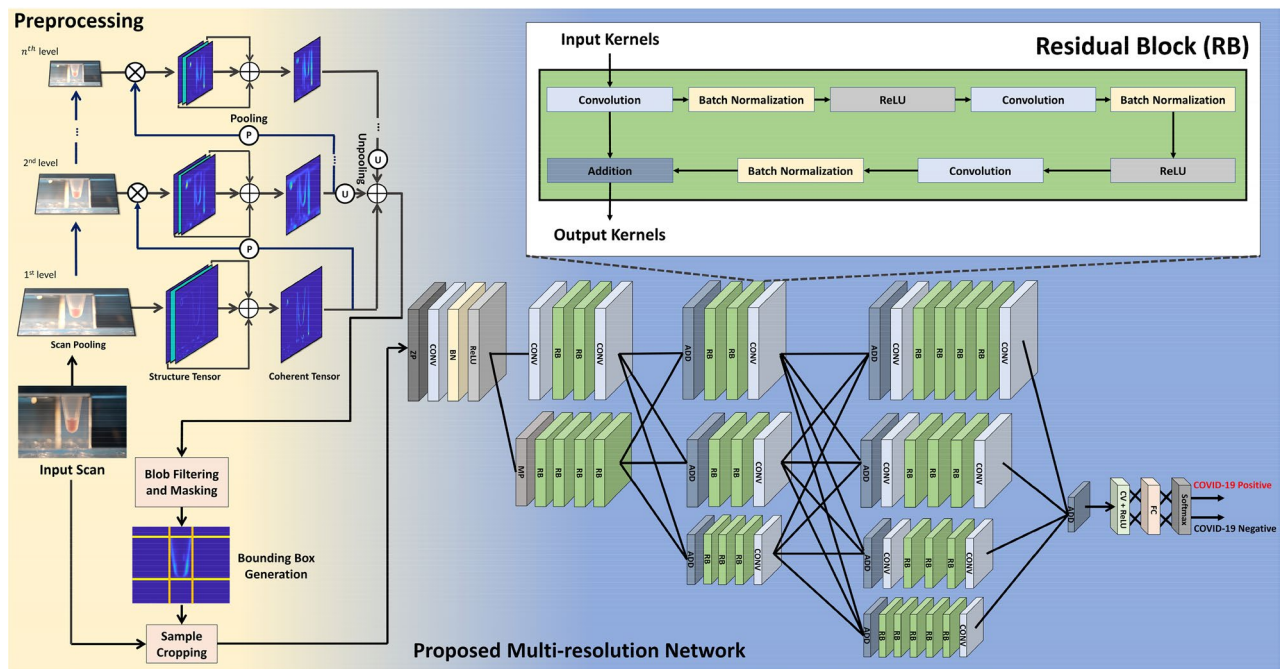 Preprocessing
nth level
Pooling
P
Unpooling
U
2nd level
U
P
1st level
Scan Pooling
Structure Tensor
Coherent Tensor
Input Scan
Blob Filtering
and Masking
Bounding Box
Generation
Sample
Cropping
Residual Block (RB)
Input Kernels
Convolution
Batch Normalization
ReLU
Convolution
Batch Normalization
Addition
Batch Normalization
Convolution
ReLU
Output Kernels
ZP
CONV
BN
ReLU
CONV
RB
RB
CONV
ADD
RB
RB
CONV
ADD
CONV
RB
RB
RB
RB
CONV
MP
RB
RB
RB
RB
ADD
RB
RB
CONV
ADD
CONV
RB
RB
RB
CONV
ADD
RB
RB
RB
CONV
ADD
CONV
RB
RB
RB
CONV
ADD
RB
RB
RB
RB
RB
CONV
ADD
CV + ReLU
FC
Softmax
COVID-19 Positive
COVID-19 Negative
Proposed Multi-resolution Network